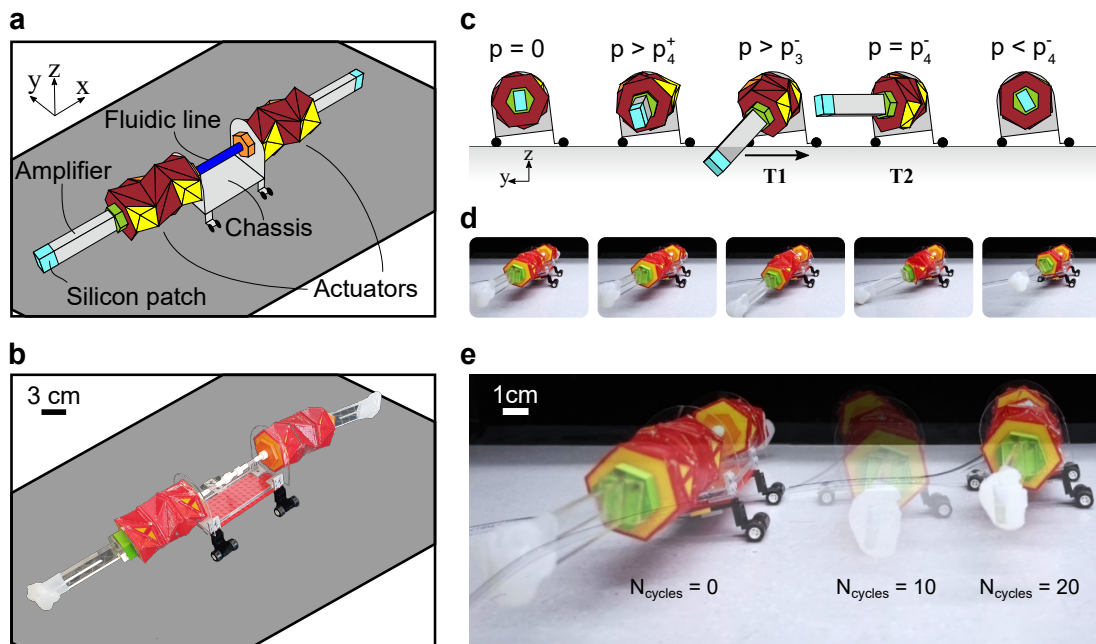 a
z
y
x
Fluidic line
Amplifier
Chassis
Silicon patch
Actuators
b
3 cm
c
p = 0
p > p₄⁺
p > p₃⁻
p = p₄⁻
p < p₄⁻
z
y
T1
T2
d
e
1cm
N_cycles = 0
N_cycles = 10
N_cycles = 20